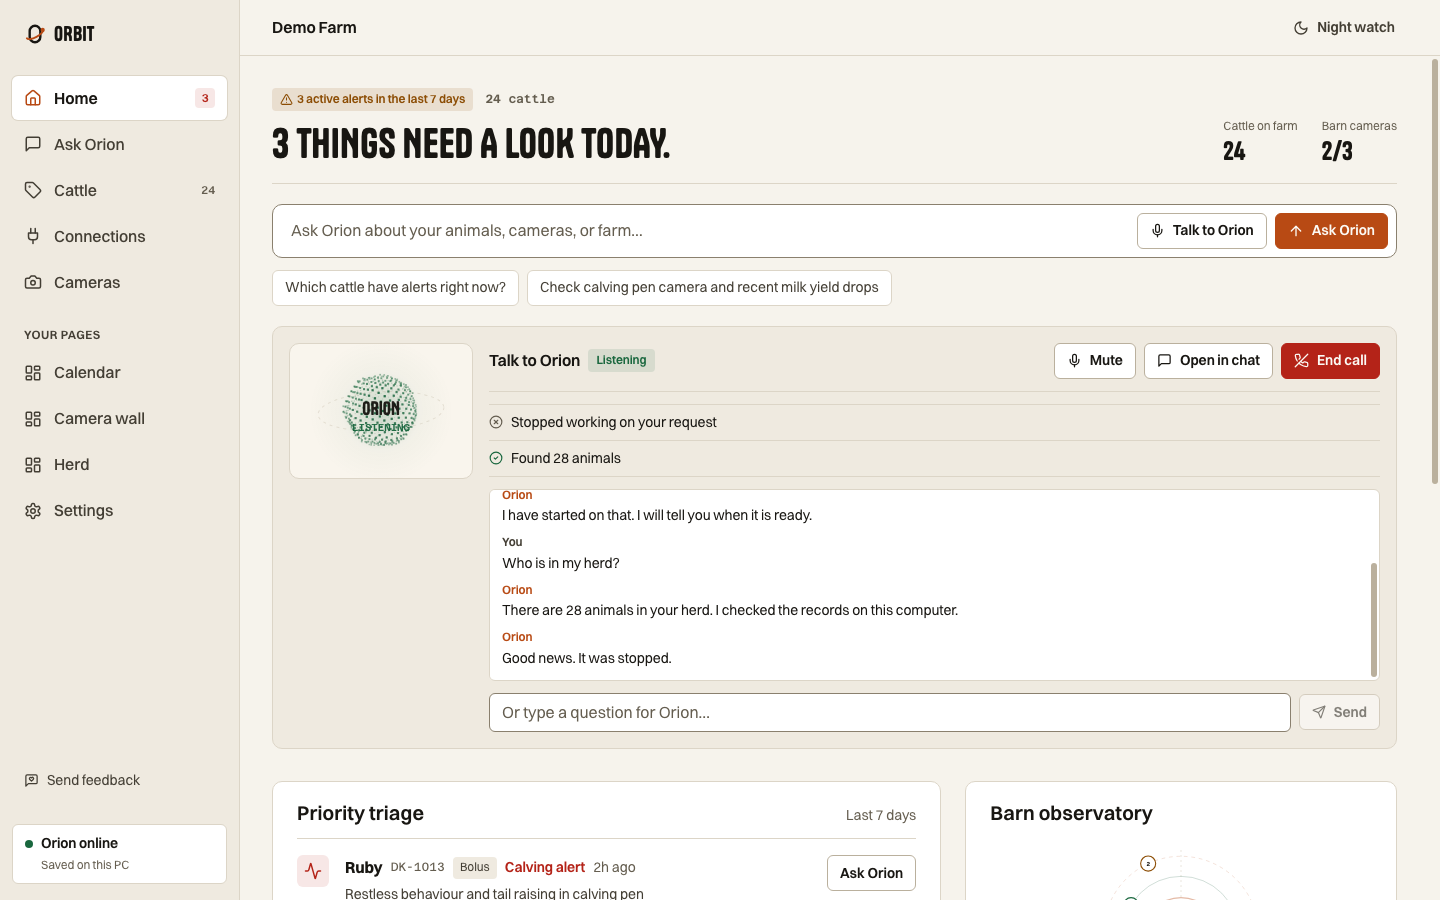 ORBIT
Home
3
Ask Orion
Cattle
24
Connections
Cameras
YOUR PAGES
Calendar
Camera wall
Herd
Settings
Send feedback
Orion online
Saved on this PC
Demo Farm
Night watch
3 active alerts in the last 7 days
24 cattle
3 THINGS NEED A LOOK TODAY.
Cattle on farm
24
Barn cameras
2/3
Ask Orion about your animals, cameras, or farm...
Talk to Orion
Ask Orion
Which cattle have alerts right now?
Check calving pen camera and recent milk yield drops
ORION
LISTENING
Talk to Orion
Listening
Mute
Open in chat
End call
Stopped working on your request
Found 28 animals
Orion
I have started on that. I will tell you when it is ready.
You
Who is in my herd?
Orion
There are 28 animals in your herd. I checked the records on this computer.
Orion
Good news. It was stopped.
Or type a question for Orion...
Send
Priority triage
Last 7 days
Ruby DK-1013 Bolus Calving alert 2h ago
Restless behaviour and tail raising in calving pen
Ask Orion
Barn observatory
2